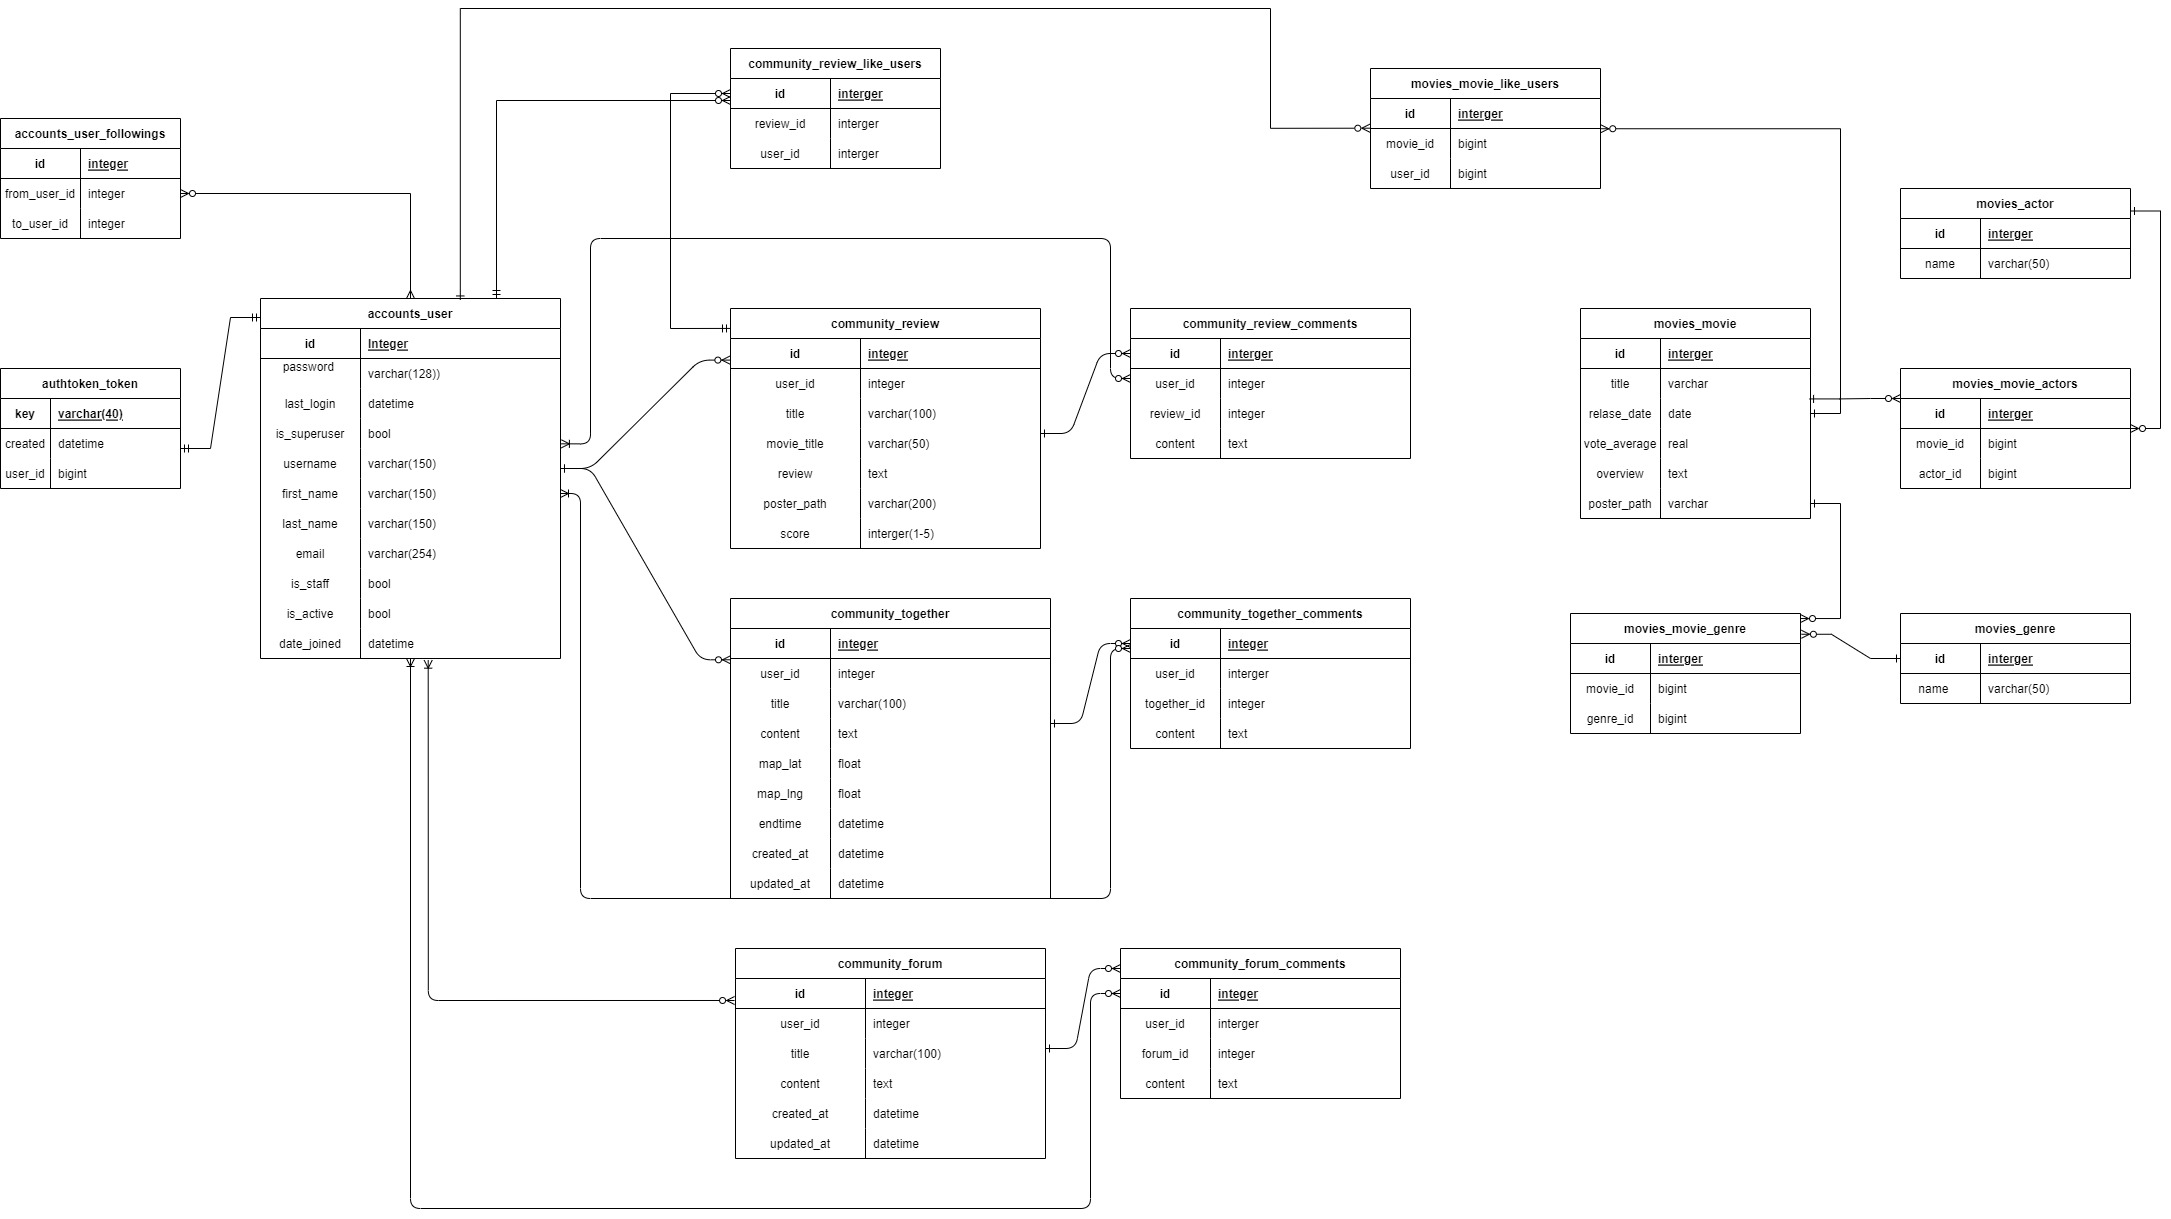 community_review_like_users
id interger
review_id interger
user_id interger
movies_movie_like_users
id interger
movie_id bigint
user_id bigint
accounts_user_followings
id integer
from_user_id integer
to_user_id integer
movies_actor
id interger
name varchar(50)
accounts_user
id Integer
password varchar(128))
last_login datetime
is_superuser bool
username varchar(150)
first_name varchar(150)
last_name varchar(150)
email varchar(254)
is_staff bool
is_active bool
date_joined datetime
community_review
id integer
user_id integer
title varchar(100)
movie_title varchar(50)
review text
poster_path varchar(200)
score interger(1-5)
community_review_comments
id interger
user_id integer
review_id integer
content text
movies_movie
id interger
title varchar
relase_date date
vote_average real
overview text
poster_path varchar
authtoken_token
key varchar(40)
created datetime
user_id bigint
movies_movie_actors
id interger
movie_id bigint
actor_id bigint
community_together
id integer
user_id integer
title varchar(100)
content text
map_lat float
map_lng float
endtime datetime
created_at datetime
updated_at datetime
community_together_comments
id integer
user_id interger
together_id integer
content text
movies_movie_genre
id interger
movie_id bigint
genre_id bigint
movies_genre
id interger
name varchar(50)
community_forum
id integer
user_id integer
title varchar(100)
content text
created_at datetime
updated_at datetime
community_forum_comments
id integer
user_id interger
forum_id integer
content text